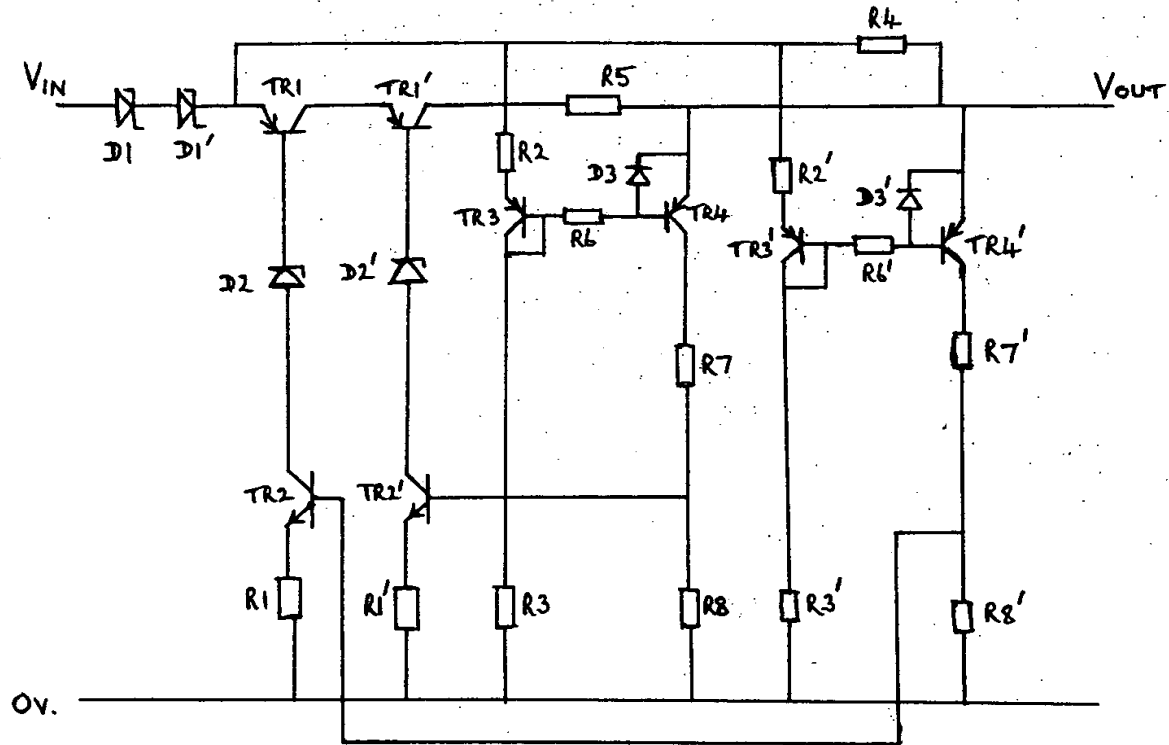 R4
VIN
TR1
TR1'
R5
VOUT
D1
D1'
R2
D3
R2'
D3'
TR3
R6
TR4
TR3'
R6'
TR4'
D2
D2'
R7
R7'
TR2
TR2'
R1
R1'
R3
R8
R3'
R8'
0V.